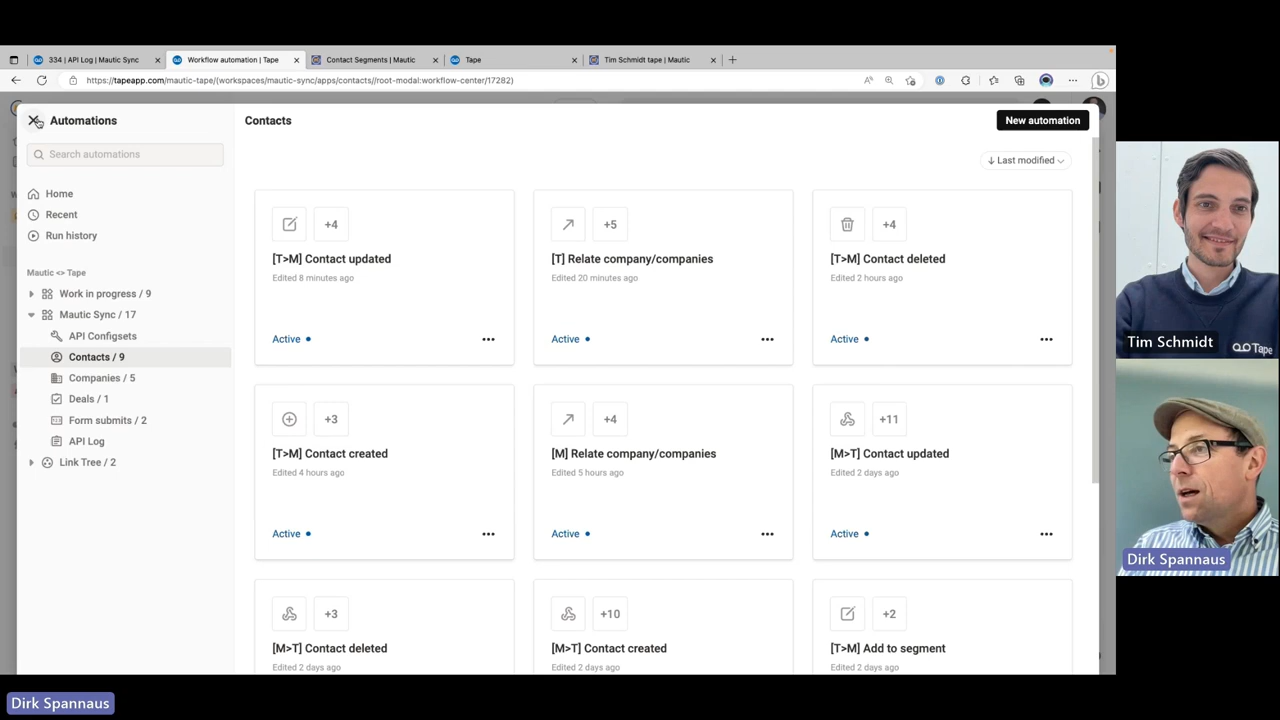 334 | API Log | Mautic Sync
Workflow automation | Tape
Contact Segments | Mautic
Tape
Tim Schmidt tape | Mautic
https://tapeapp.com/mautic-tape/(workspaces/mautic-sync/apps/contacts//root-modal:workflow-center/17282)
Automations
Contacts
New automation
Search automations
Last modified
Home
Recent
Run history
Mautic <> Tape
Work in progress / 9
Mautic Sync / 17
API Configsets
Contacts / 9
Companies / 5
Deals / 1
Form submits / 2
API Log
Link Tree / 2
+4
[T>M] Contact updated
Edited 8 minutes ago
Active
+5
[T] Relate company/companies
Edited 20 minutes ago
Active
+4
[T>M] Contact deleted
Edited 2 hours ago
Active
+3
[T>M] Contact created
Edited 4 hours ago
Active
+4
[M] Relate company/companies
Edited 5 hours ago
Active
+11
[M>T] Contact updated
Edited 2 days ago
Active
+3
[M>T] Contact deleted
Edited 2 days ago
+10
[M>T] Contact created
Edited 2 days ago
+2
[T>M] Add to segment
Edited 2 days ago
Tim Schmidt
Tape
Dirk Spannaus
Dirk Spannaus